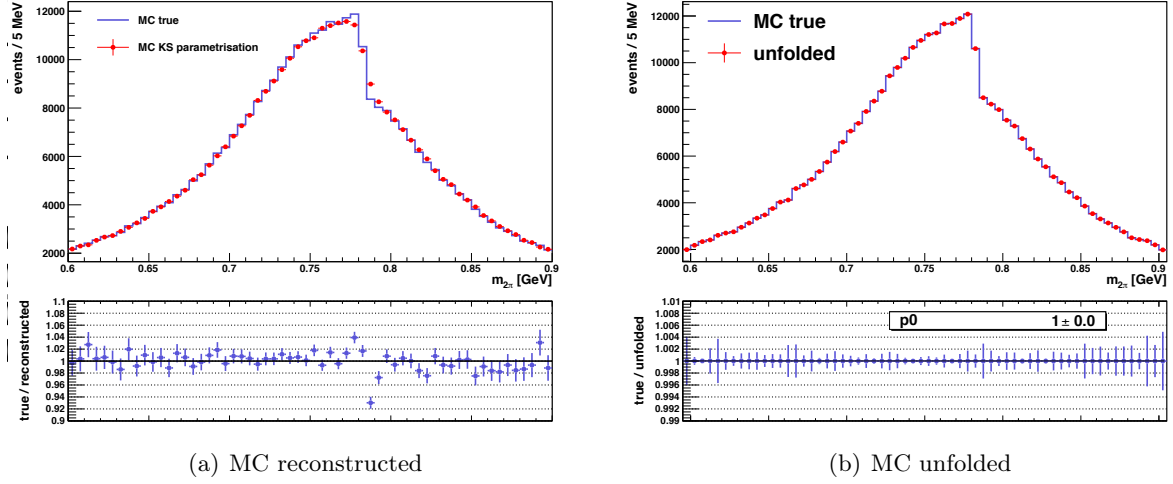 MC true
MC KS parametrisation
events / 5 MeV
12000
10000
8000
6000
4000
2000
0.6 0.65 0.7 0.75 0.8 0.85 0.9
m2π [GeV]
true / reconstructed
1.1
1.08
1.06
1.04
1.02
1
0.98
0.96
0.94
0.92
0.9
(a) MC reconstructed
MC true
unfolded
events / 5 MeV
12000
10000
8000
6000
4000
2000
0.6 0.65 0.7 0.75 0.8 0.85 0.9
m2π [GeV]
true / unfolded
p0 1 ± 0.0
1.01
1.008
1.006
1.004
1.002
1
0.998
0.996
0.994
0.992
0.99
(b) MC unfolded